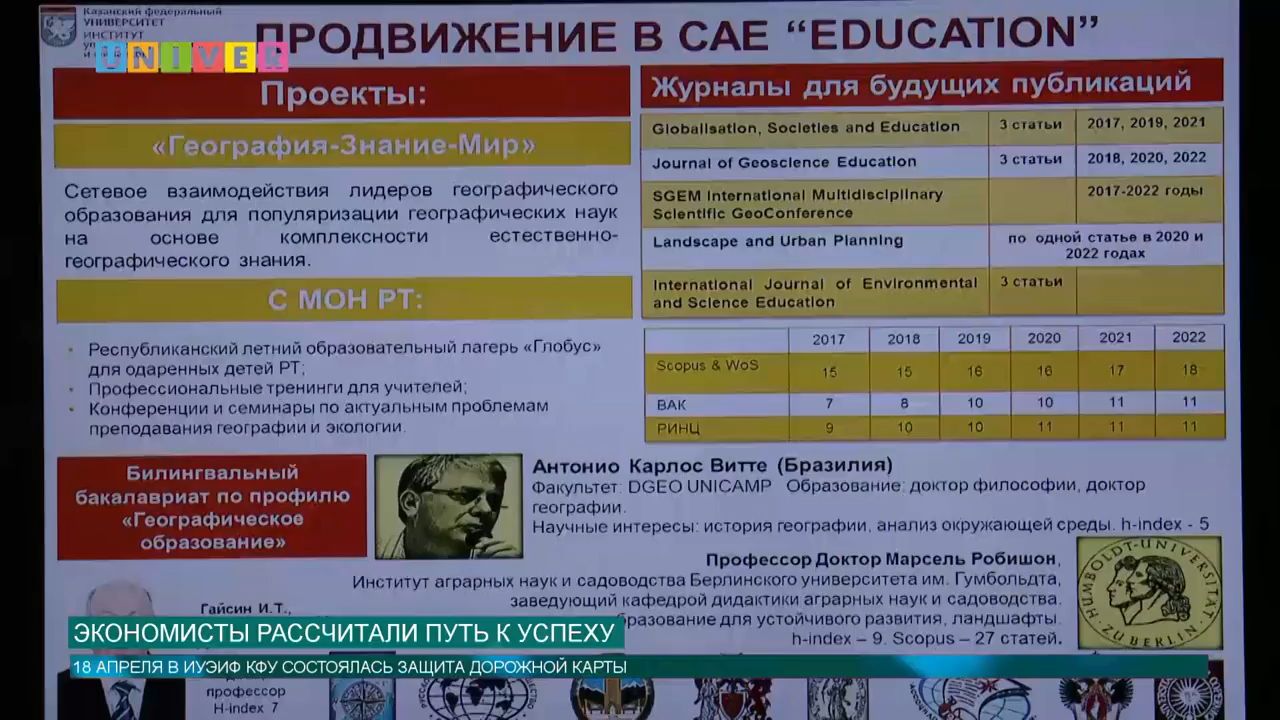 Казанский федеральный
УНИВЕРСИТЕТ
ИНСТИТУТ
UNIVER
ПРОДВИЖЕНИЕ В САЕ “EDUCATION”
Проекты:
«География-Знание-Мир»
Сетевое взаимодействия лидеров географического
образования для популяризации географических наук
на основе комплексности естественно-
географического знания.
С МОН РТ:
• Республиканский летний образовательный лагерь «Глобус»
для одаренных детей РТ;
• Профессиональные тренинги для учителей;
• Конференции и семинары по актуальным проблемам
преподавания географии и экологии.
Журналы для будущих публикаций
Globalisation, Societies and Education 3 статьи 2017, 2019, 2021
Journal of Geoscience Education 3 статьи 2018, 2020, 2022
SGEM International Multidisciplinary 2017-2022 годы
Scientific GeoConference
Landscape and Urban Planning по одной статье в 2020 и
2022 годах
International Journal of Environmental 3 статьи
and Science Education
2017 2018 2019 2020 2021 2022
Scopus & WoS 15 15 16 16 17 18
ВАК 7 8 10 10 11 11
РИНЦ 9 10 10 11 11 11
Билингвальный
бакалавриат по профилю
«Географическое
образование»
Антонио Карлос Витте (Бразилия)
Факультет: DGEO UNICAMP Образование: доктор философии, доктор
географии.
Научные интересы: история географии, анализ окружающей среды. h-index - 5
Профессор Доктор Марсель Робишон,
Институт аграрных наук и садоводства Берлинского университета им. Гумбольдта,
заведующий кафедрой дидактики аграрных наук и садоводства.
бразование для устойчивого развития, ландшафты.
h-index – 9. Scopus – 27 статей.
HUMBOLDT-UNIVERSITÄT
ZU BERLIN
Гайсин И.Т.,
ЭКОНОМИСТЫ РАССЧИТАЛИ ПУТЬ К УСПЕХУ
18 АПРЕЛЯ В ИУЭИФ КФУ СОСТОЯЛАСЬ ЗАЩИТА ДОРОЖНОЙ КАРТЫ
профессор
H-index 7